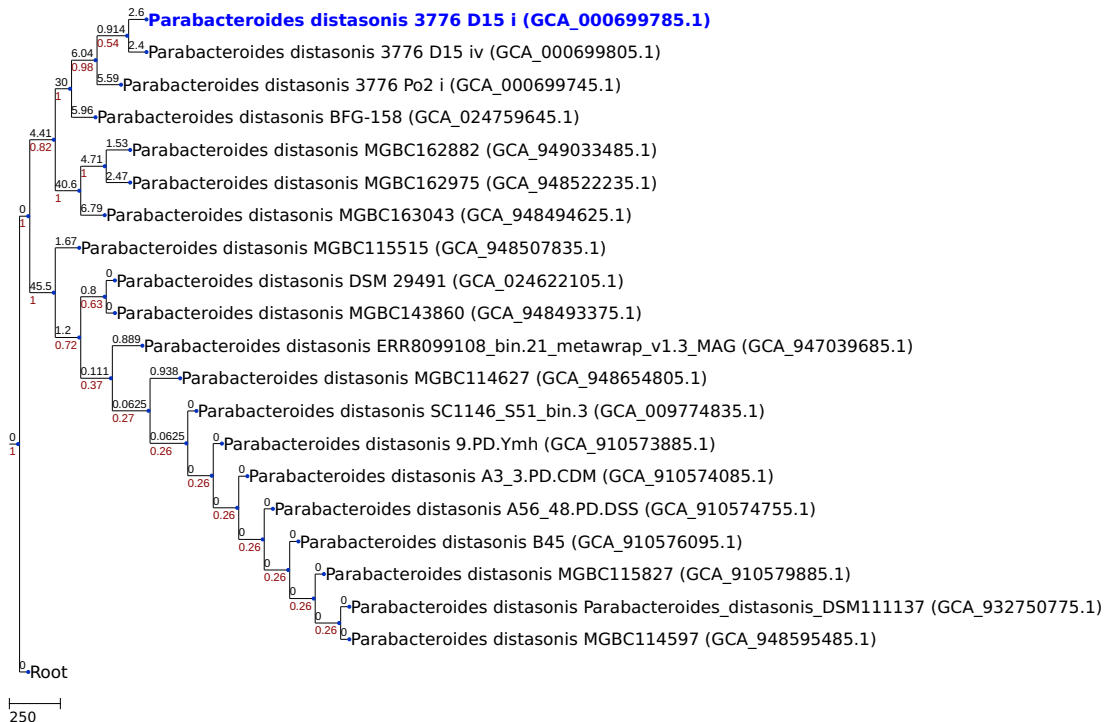 2.6
Parabacteroides distasonis 3776 D15 i (GCA_000699785.1)
0.914
0.54
2.4
Parabacteroides distasonis 3776 D15 iv (GCA_000699805.1)
6.04
0.98
5.59
Parabacteroides distasonis 3776 Po2 i (GCA_000699745.1)
30
1
5.96
Parabacteroides distasonis BFG-158 (GCA_024759645.1)
4.41
0.82
1.53
Parabacteroides distasonis MGBC162882 (GCA_949033485.1)
4.71
1
2.47
Parabacteroides distasonis MGBC162975 (GCA_948522235.1)
40.6
1
6.79
Parabacteroides distasonis MGBC163043 (GCA_948494625.1)
0
1
1.67
Parabacteroides distasonis MGBC115515 (GCA_948507835.1)
45.5
1
0
Parabacteroides distasonis DSM 29491 (GCA_024622105.1)
0.8
0.63
0
Parabacteroides distasonis MGBC143860 (GCA_948493375.1)
1.2
0.72
0.889
Parabacteroides distasonis ERR8099108_bin.21_metawrap_v1.3_MAG (GCA_947039685.1)
0.111
0.37
0.938
Parabacteroides distasonis MGBC114627 (GCA_948654805.1)
0.0625
0.27
0
Parabacteroides distasonis SC1146_S51_bin.3 (GCA_009774835.1)
0.0625
0.26
0
Parabacteroides distasonis 9.PD.Ymh (GCA_910573885.1)
0
1
0
0.26
0
Parabacteroides distasonis A3_3.PD.CDM (GCA_910574085.1)
0
0.26
0
Parabacteroides distasonis A56_48.PD.DSS (GCA_910574755.1)
0
0.26
0
Parabacteroides distasonis B45 (GCA_910576095.1)
0
0.26
0
Parabacteroides distasonis MGBC115827 (GCA_910579885.1)
0
0.26
0
Parabacteroides distasonis Parabacteroides_distasonis_DSM111137 (GCA_932750775.1)
0
0.26
0
Parabacteroides distasonis MGBC114597 (GCA_948595485.1)
0
Root
250